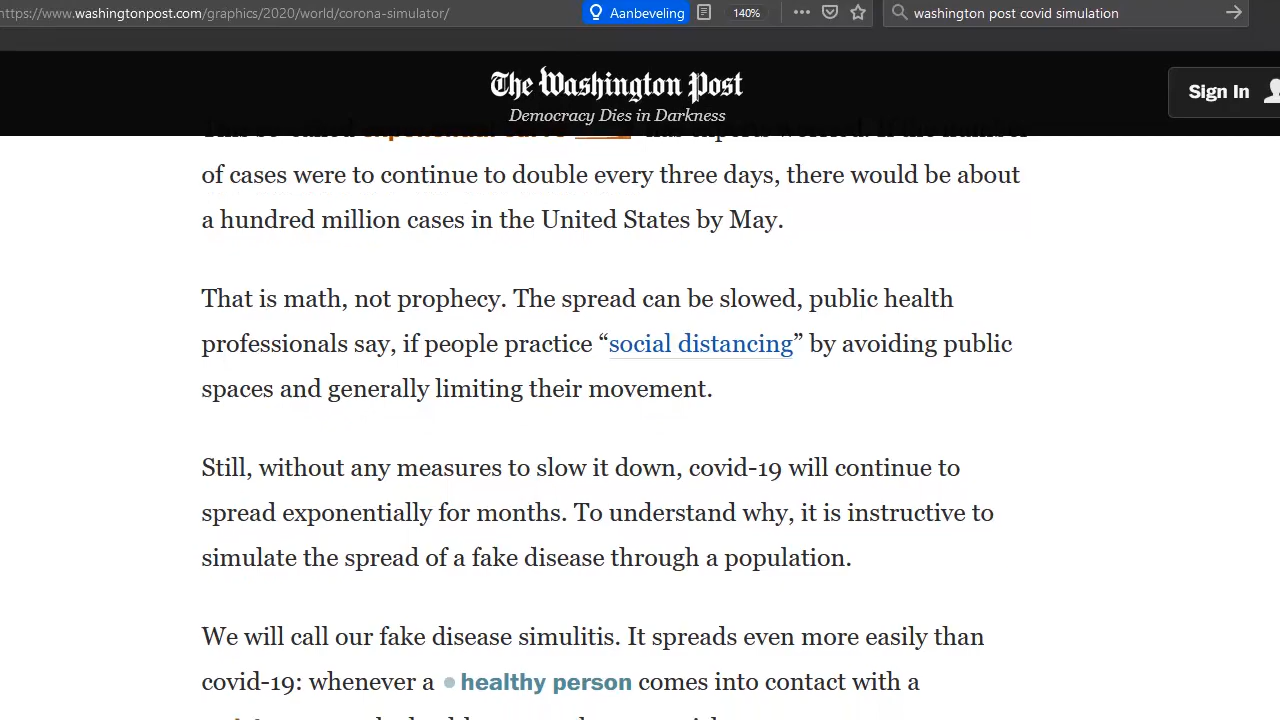 https://www.washingtonpost.com/graphics/2020/world/corona-simulator/ Aanbeveling 140% washington post covid simulation
The Washington Post
Democracy Dies in Darkness
Sign In
of cases were to continue to double every three days, there would be about
a hundred million cases in the United States by May.
That is math, not prophecy. The spread can be slowed, public health
professionals say, if people practice “social distancing” by avoiding public
spaces and generally limiting their movement.
Still, without any measures to slow it down, covid-19 will continue to
spread exponentially for months. To understand why, it is instructive to
simulate the spread of a fake disease through a population.
We will call our fake disease simulitis. It spreads even more easily than
covid-19: whenever a healthy person comes into contact with a